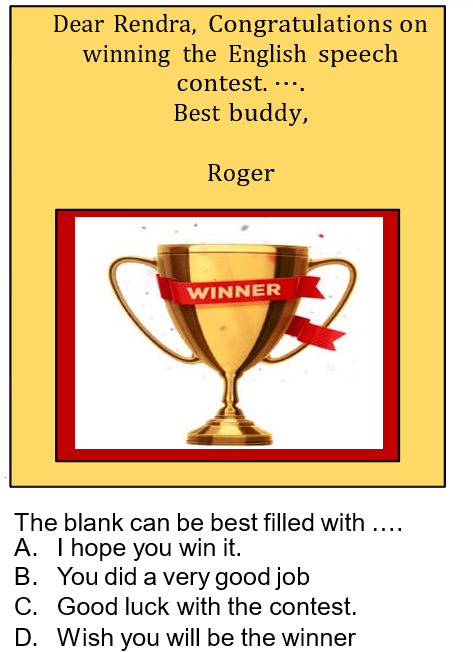 Dear Rendra, Congratulations on
winning the English speech
contest. ….
Best buddy,
Roger
WINNER
The blank can be best filled with ….
A. I hope you win it.
B. You did a very good job
C. Good luck with the contest.
D. Wish you will be the winner